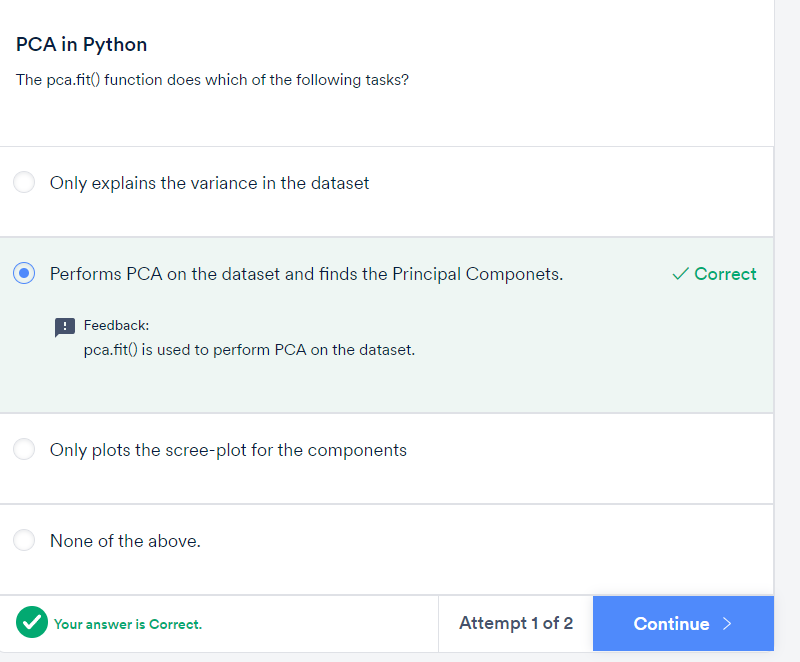 PCA in Python
The pca.fit() function does which of the following tasks?
Only explains the variance in the dataset
Performs PCA on the dataset and finds the Principal Componets.
Correct
Feedback:
pca.fit() is used to perform PCA on the dataset.
Only plots the scree-plot for the components
None of the above.
Your answer is Correct.
Attempt 1 of 2
Continue